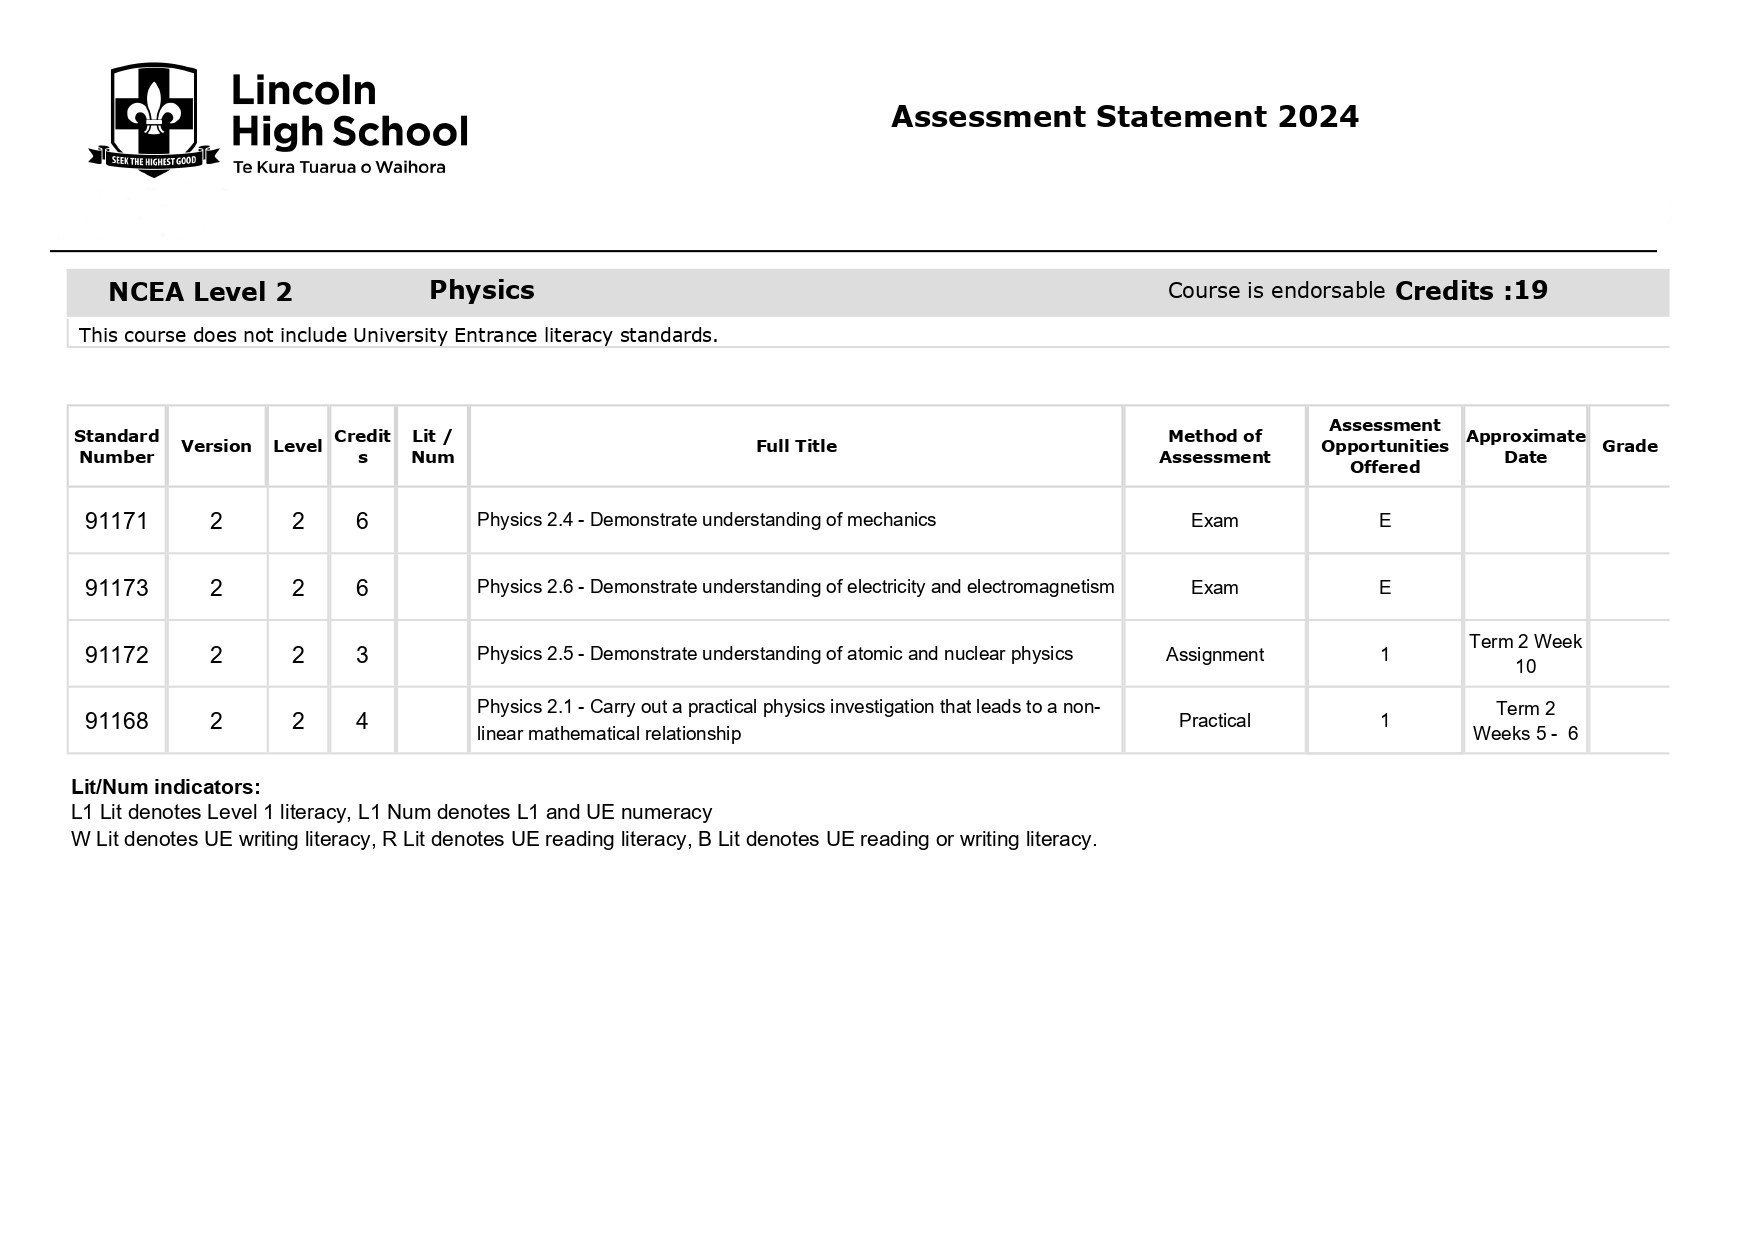 Lincoln
High School
Te Kura Tuarua o Waihora
SEEK THE HIGHEST GOOD
Assessment Statement 2024
NCEA Level 2 Physics Course is endorsable Credits :19
This course does not include University Entrance literacy standards.
Standard Number Version Level Credits Lit / Num Full Title Method of Assessment Assessment Opportunities Offered Approximate Date Grade
91171 2 2 6 Physics 2.4 - Demonstrate understanding of mechanics Exam E
91173 2 2 6 Physics 2.6 - Demonstrate understanding of electricity and electromagnetism Exam E
91172 2 2 3 Physics 2.5 - Demonstrate understanding of atomic and nuclear physics Assignment 1 Term 2 Week 10
91168 2 2 4 Physics 2.1 - Carry out a practical physics investigation that leads to a non-linear mathematical relationship Practical 1 Term 2 Weeks 5 - 6
Lit/Num indicators:
L1 Lit denotes Level 1 literacy, L1 Num denotes L1 and UE numeracy
W Lit denotes UE writing literacy, R Lit denotes UE reading literacy, B Lit denotes UE reading or writing literacy.